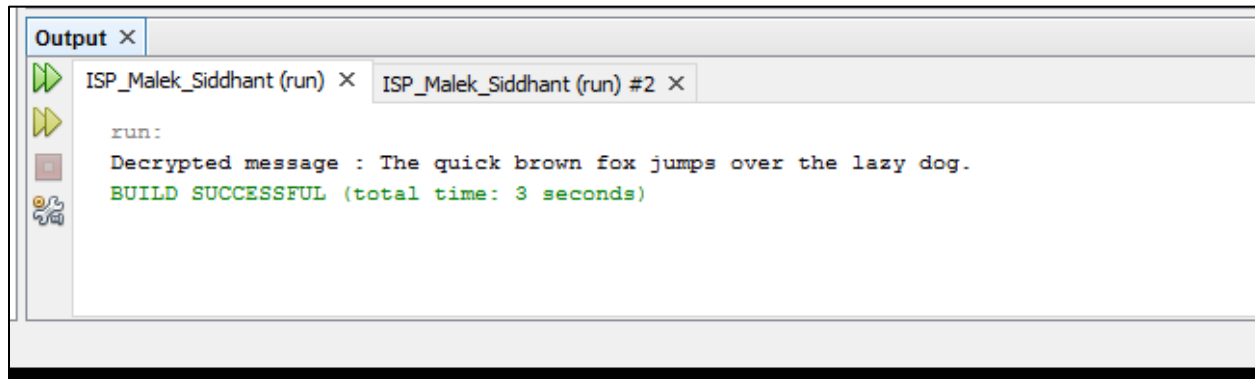 Output
ISP_Malek_Siddhant (run) ISP_Malek_Siddhant (run) #2
run:
Decrypted message : The quick brown fox jumps over the lazy dog.
BUILD SUCCESSFUL (total time: 3 seconds)